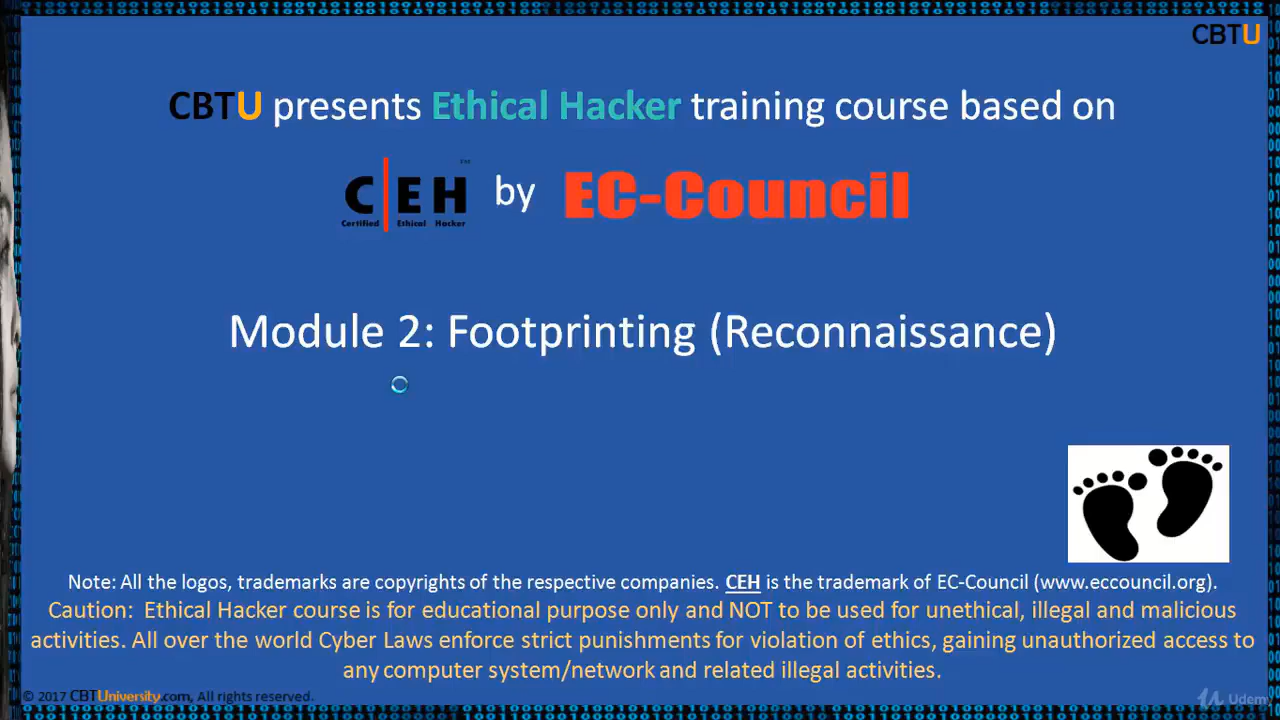 CBTU
CBTU presents Ethical Hacker training course based on
C|EH™ by EC-Council
Certified Ethical Hacker
Module 2: Footprinting (Reconnaissance)
Note: All the logos, trademarks are copyrights of the respective companies. CEH is the trademark of EC-Council (www.eccouncil.org).
Caution: Ethical Hacker course is for educational purpose only and NOT to be used for unethical, illegal and malicious
activities. All over the world Cyber Laws enforce strict punishments for violation of ethics, gaining unauthorized access to
any computer system/network and related illegal activities.
© 2017 CBTUniversity.com, All rights reserved.
Udemy